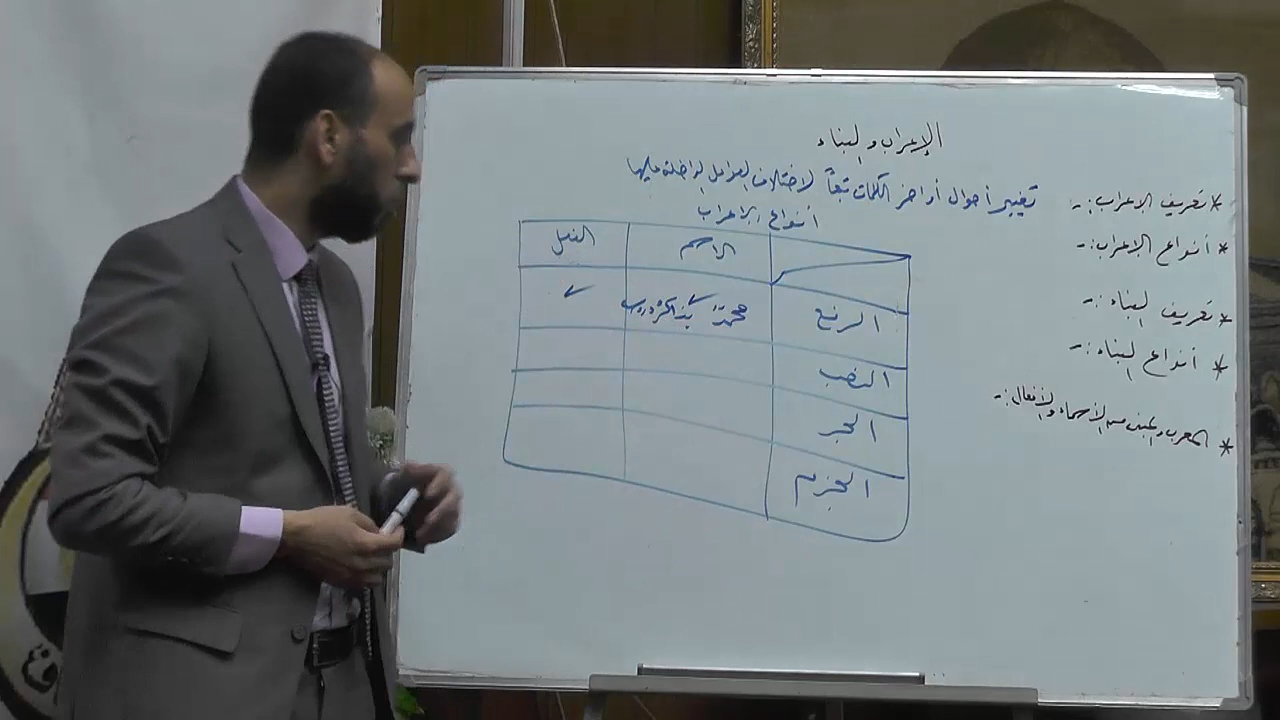 الإعراب والبناء
* تعريف الإعراب :-
تغيير أحوال أواخر الكلمات تبعاً لاختلاف العوامل الداخلة عليها
* أنواع الإعراب :-
* تعريف البناء :-
* أنواع البناء :-
* المعرب والمبني من الأسماء والأفعال :-
أنواع الإعراب
الاسم الفعل
الرفع محمدٌ ✓ ✓
النصب
الجر
الجزم